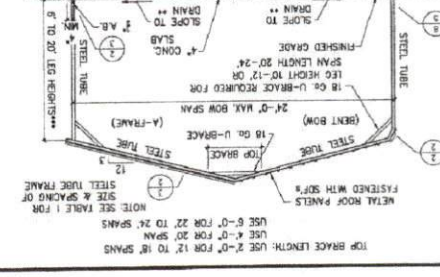 TOP BRACE LENGTH: USE 2'-0" FOR 12' TO 18' SPANS
USE 4'-0" FOR 20' SPAN
USE 6'-0" FOR 22', 24' SPANS
METAL ROOF PANELS
FASTENED WITH SDF's
NOTE: SEE TABLE 1 FOR
SIZE & SPACING OF
STEEL TUBE FRAME
12
3
TOP BRACE
STEEL TUBE
STEEL TUBE
18 Ga. U-BRACE
(BENT BOW)
(A-FRAME)
24'-0" MAX. BOW SPAN
18 Ga. U-BRACE REQUIRED FOR
LEG HEIGHT 10'-12', OR
SPAN LENGTH 20'-24'
STEEL TUBE
STEEL TUBE
6' TO 20' LEG HEIGHTS***
FINISHED GRADE
SLOPE TO
DRAIN **
4" CONC.
SLAB
SLOPE TO
DRAIN **
4"
MIN.